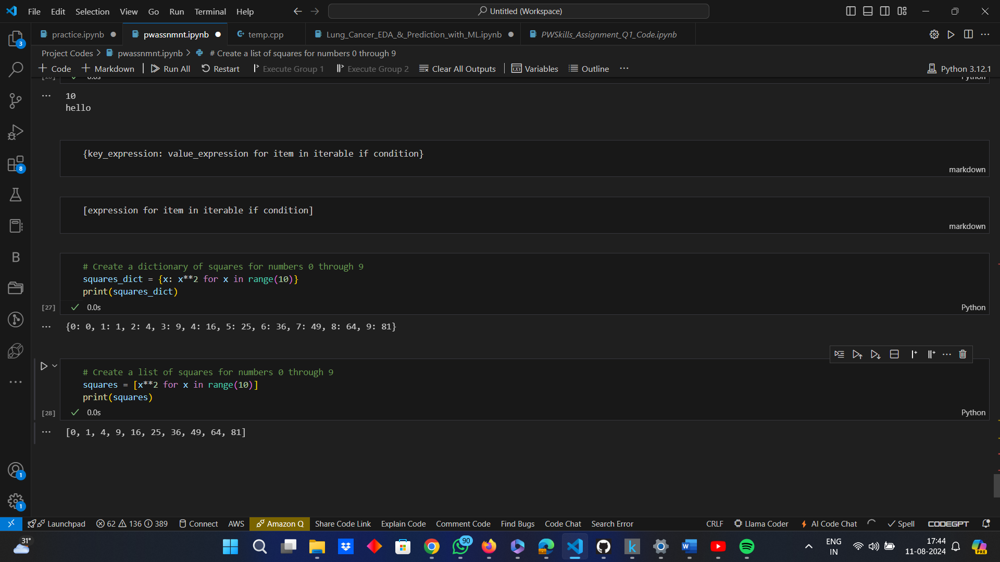 File Edit Selection View Go Run Terminal Help
Untitled (Workspace)
practice.ipynb
pwassnmnt.ipynb
temp.cpp
Lung_Cancer_EDA_&_Prediction_with_ML.ipynb
PWSkills_Assignment_Q1_Code.ipynb
Project Codes > pwassnmnt.ipynb > # Create a list of squares for numbers 0 through 9
+ Code + Markdown | Run All Restart Execute Group 1 Execute Group 2 Clear All Outputs | Variables Outline ...
Python 3.12.1
Python
0.0s
... 10
hello
{key_expression: value_expression for item in iterable if condition}
markdown
[expression for item in iterable if condition]
markdown
# Create a dictionary of squares for numbers 0 through 9
squares_dict = {x: x**2 for x in range(10)}
print(squares_dict)
[27] 0.0s
Python
... {0: 0, 1: 1, 2: 4, 3: 9, 4: 16, 5: 25, 6: 36, 7: 49, 8: 64, 9: 81}
# Create a list of squares for numbers 0 through 9
squares = [x**2 for x in range(10)]
print(squares)
[28] 0.0s
Python
... [0, 1, 4, 9, 16, 25, 36, 49, 64, 81]
3
8
B
1
1
Launchpad 62 136 389 Connect AWS Amazon Q Share Code Link Explain Code Comment Code Find Bugs Code Chat Search Error
CRLF Llama Coder AI Code Chat Spell CODEGPT
31°
90
k
W
ENG
IN
17:44
11-08-2024
PRE